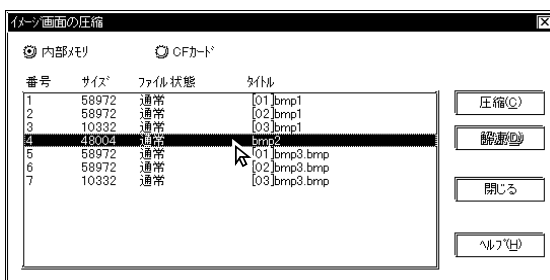 イメージ画面の圧縮
内部メモリ CFカード
番号 サイズ ファイル状態 タイトル
1 58972 通常 [01]bmp1
2 58972 通常 [02]bmp1
3 10332 通常 [03]bmp1
4 48004 通常 bmp2
5 58972 通常 [01]bmp3.bmp
6 58972 通常 [02]bmp3.bmp
7 10332 通常 [03]bmp3.bmp
圧縮(C)
解凍(D)
閉じる
ヘルプ(H)